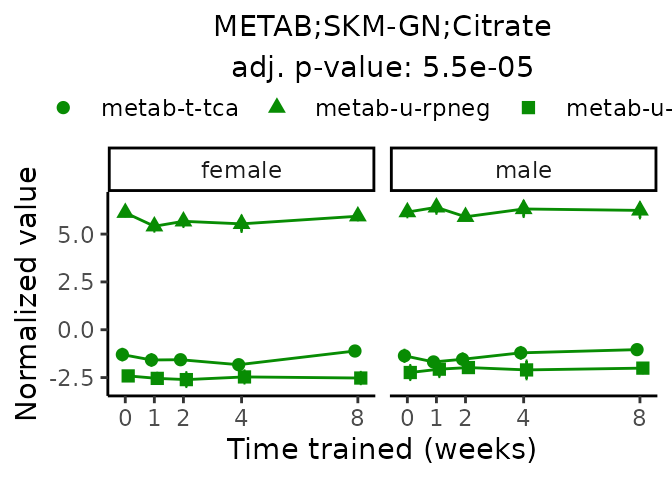 METAB;SKM-GN;Citrate
adj. p-value: 5.5e-05
metab-t-tca metab-u-rpneg metab-u-
female male
Normalized value
5.0
2.5
0.0
-2.5
0 1 2 4 8 0 1 2 4 8
Time trained (weeks)